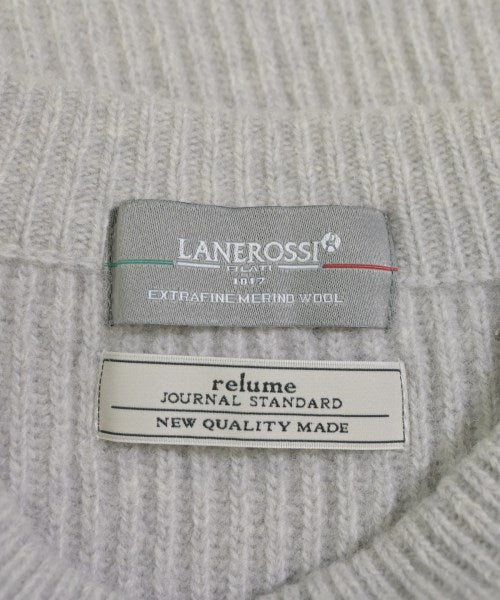 LANEROSSI
FILATI
1817
EXTRAFINE MERINO WOOL
relume
JOURNAL STANDARD
NEW QUALITY MADE